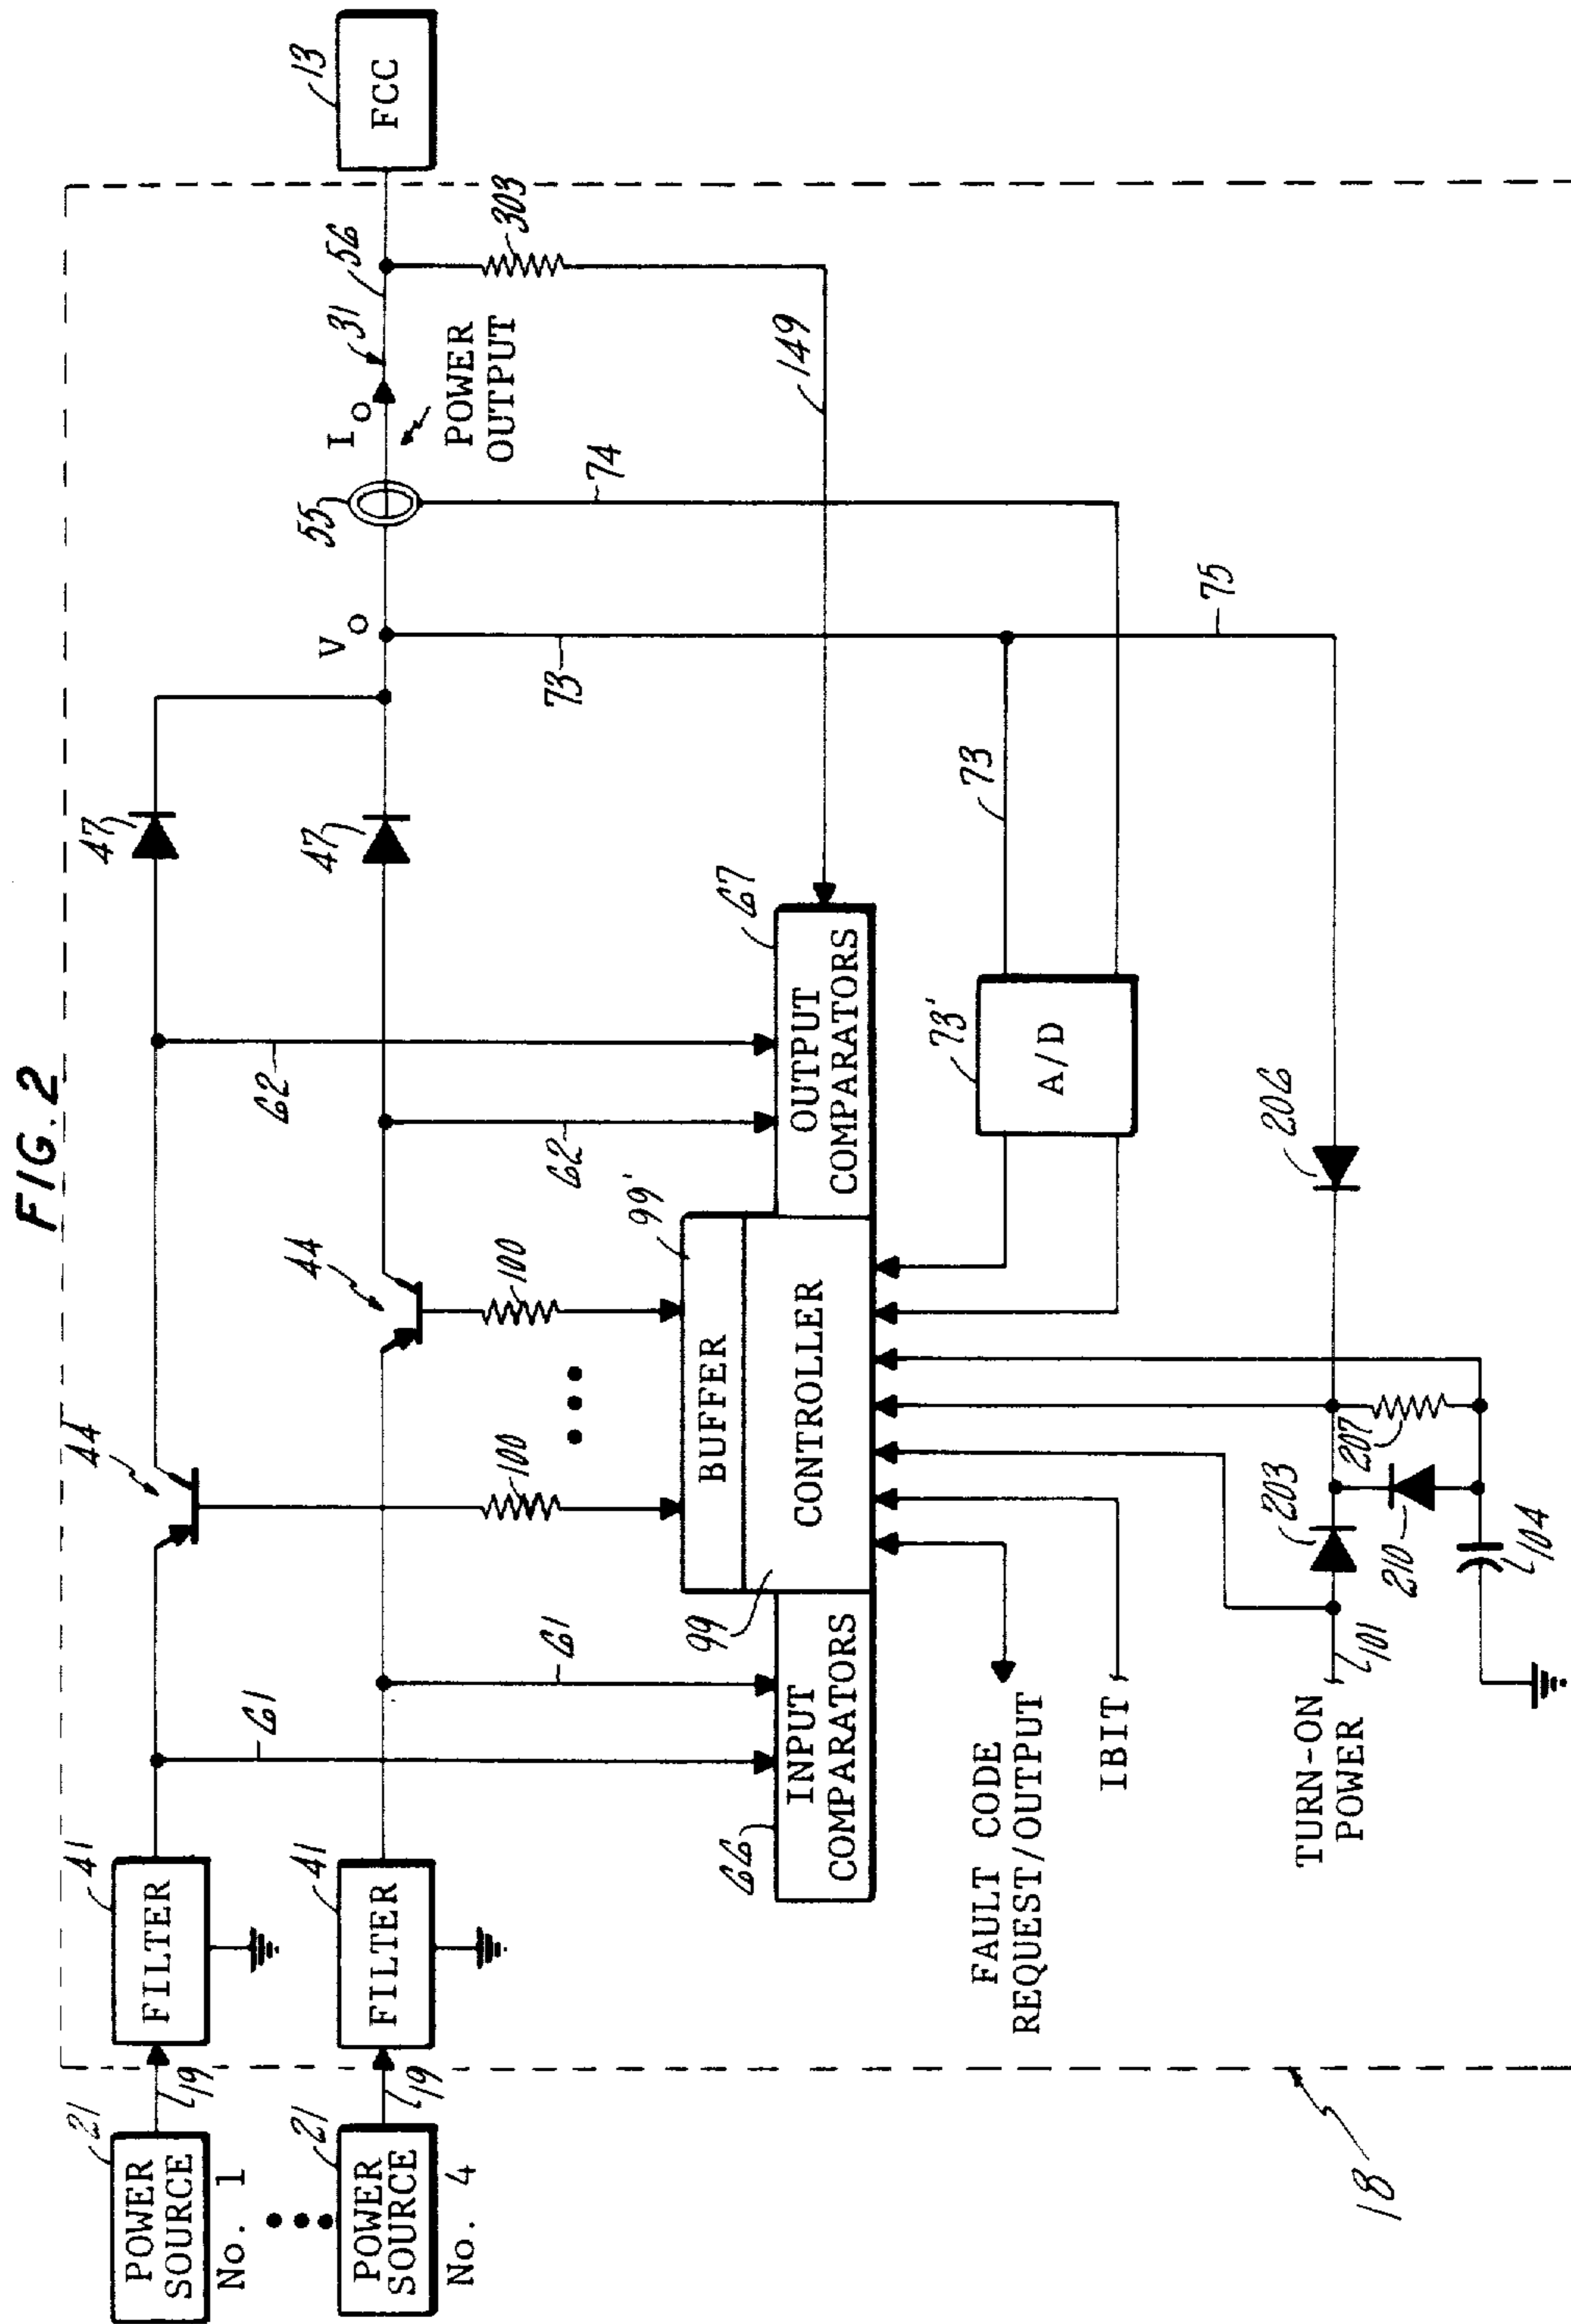 FIG. 2
POWER
SOURCE
No. 1
21
19
FILTER
41
61
44
62
47
POWER
SOURCE
No. 4
21
19
FILTER
41
61
44
62
47
V
O
55
I
O
31
56
FCC
13
POWER
OUTPUT
100
100
303
73
74
149
INPUT
COMPARATORS
66
99
BUFFER
99'
CONTROLLER
OUTPUT
COMPARATORS
67
FAULT CODE
REQUEST/OUTPUT
IBIT
A/D
73'
73
75
TURN-ON
POWER
101
203
210
207
104
206
18